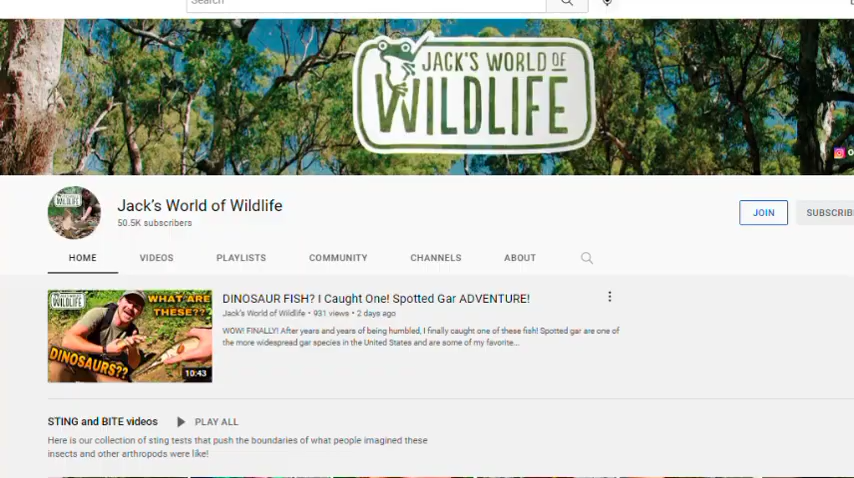 Search
JACK'S WORLD OF
WILDLIFE
Jack's World of Wildlife
50.5K subscribers
JOIN
SUBSCRIB
HOME
VIDEOS
PLAYLISTS
COMMUNITY
CHANNELS
ABOUT
WILDLIFE
WHAT ARE
THESE??
DINOSAURS??
10:43
DINOSAUR FISH? I Caught One! Spotted Gar ADVENTURE!
Jack's World of Wildlife • 931 views • 2 days ago
WOW! FINALLY! After years and years of being humbled, I finally caught one of these fish! Spotted gar are one of
the more widespread gar species in the United States and are some of my favorite...
STING and BITE videos
PLAY ALL
Here is our collection of sting tests that push the boundaries of what people imagined these
insects and other arthropods were like!